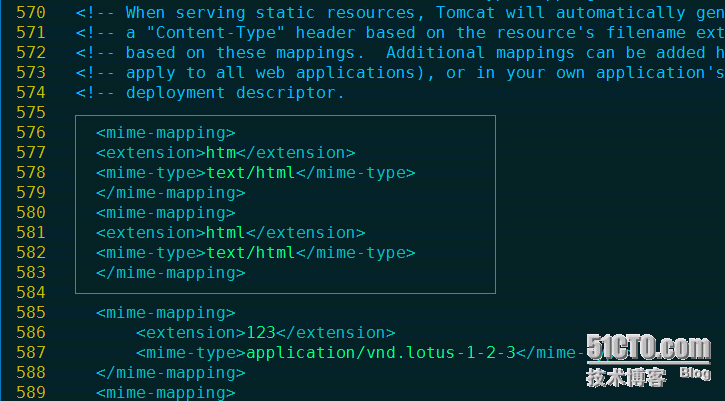 570 <!-- When serving static resources, Tomcat will automatically gen
571 <!-- a "Content-Type" header based on the resource's filename ext
572 <!-- based on these mappings.  Additional mappings can be added h
573 <!-- apply to all web applications), or in your own application's
574 <!-- deployment descriptor.
575
576 <mime-mapping>
577 <extension>htm</extension>
578 <mime-type>text/html</mime-type>
579 </mime-mapping>
580 <mime-mapping>
581 <extension>html</extension>
582 <mime-type>text/html</mime-type>
583 </mime-mapping>
584
585 <mime-mapping>
586 <extension>123</extension>
587 <mime-type>application/vnd.lotus-1-2-3</mime-
588 </mime-mapping>
589 <mime-mapping>
51CTO.com
技术博客 Blog